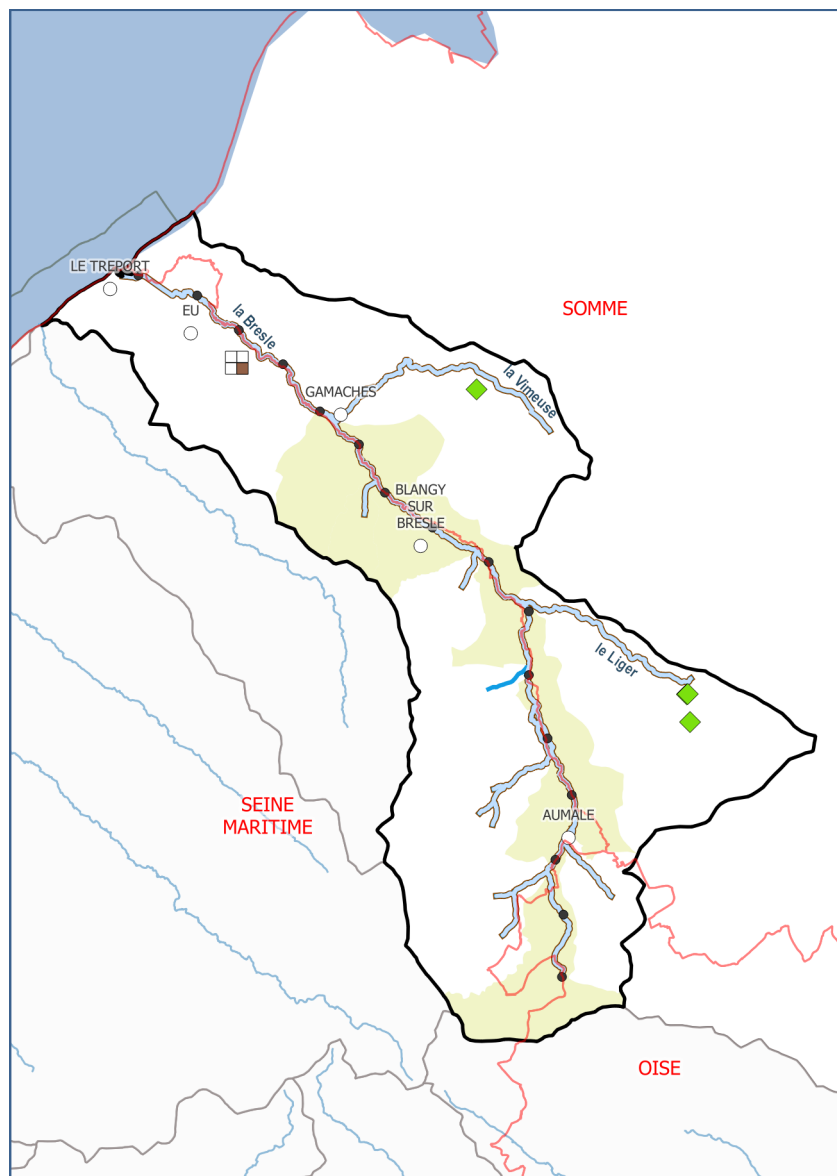 LE TREPORT
EU
la Bresle
SOMME
GAMACHES
la Vimeuse
BLANGY
SUR
BRESLE
le Liger
SEINE
MARITIME
AUMALE
OISE